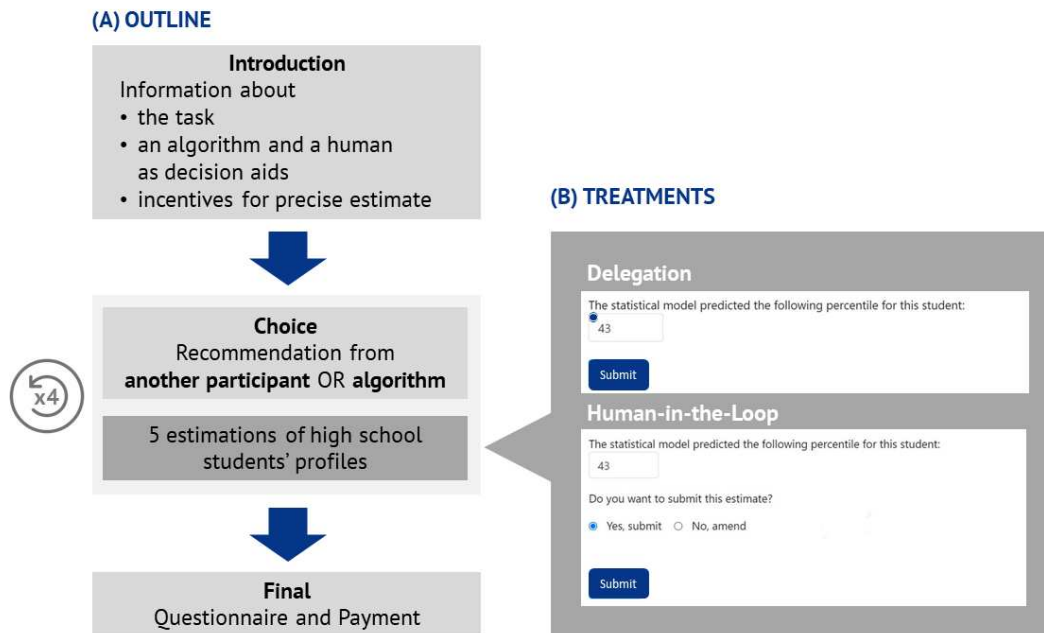 (A) OUTLINE
Introduction
Information about
• the task
• an algorithm and a human
as decision aids
• incentives for precise estimate
x4
Choice
Recommendation from
another participant OR algorithm
5 estimations of high school
students' profiles
Final
Questionnaire and Payment
(B) TREATMENTS
Delegation
The statistical model predicted the following percentile for this student:
43
Submit
Human-in-the-Loop
The statistical model predicted the following percentile for this student:
43
Do you want to submit this estimate?
Yes, submit No, amend
Submit